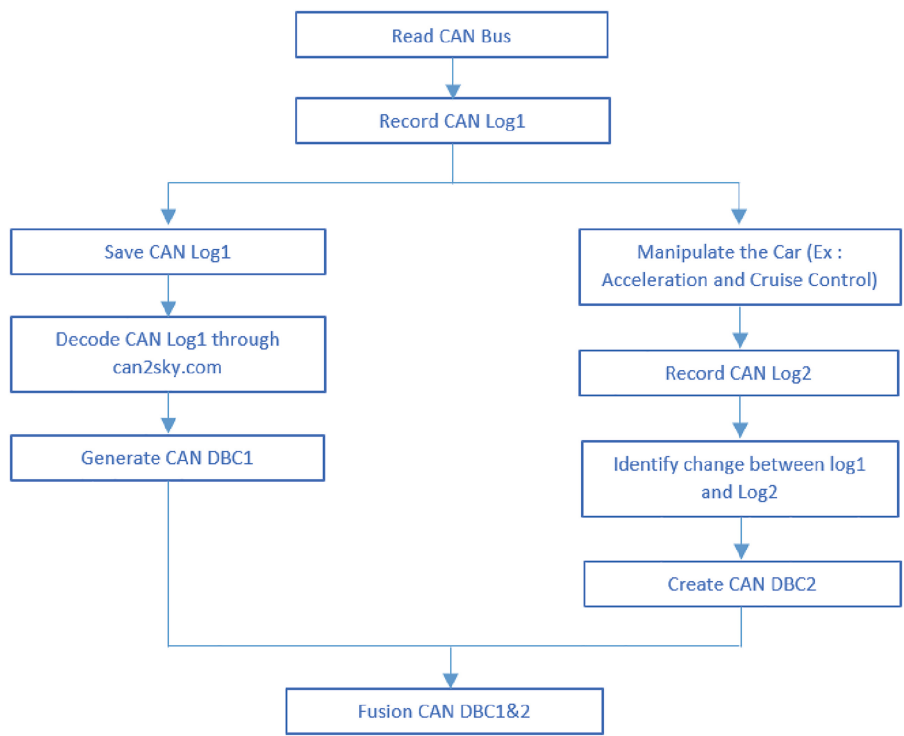 Read CAN Bus
Record CAN Log1
Save CAN Log1
Decode CAN Log1 through
can2sky.com
Generate CAN DBC1
Manipulate the Car (Ex :
Acceleration and Cruise Control)
Record CAN Log2
Identify change between log1
and Log2
Create CAN DBC2
Fusion CAN DBC1&2